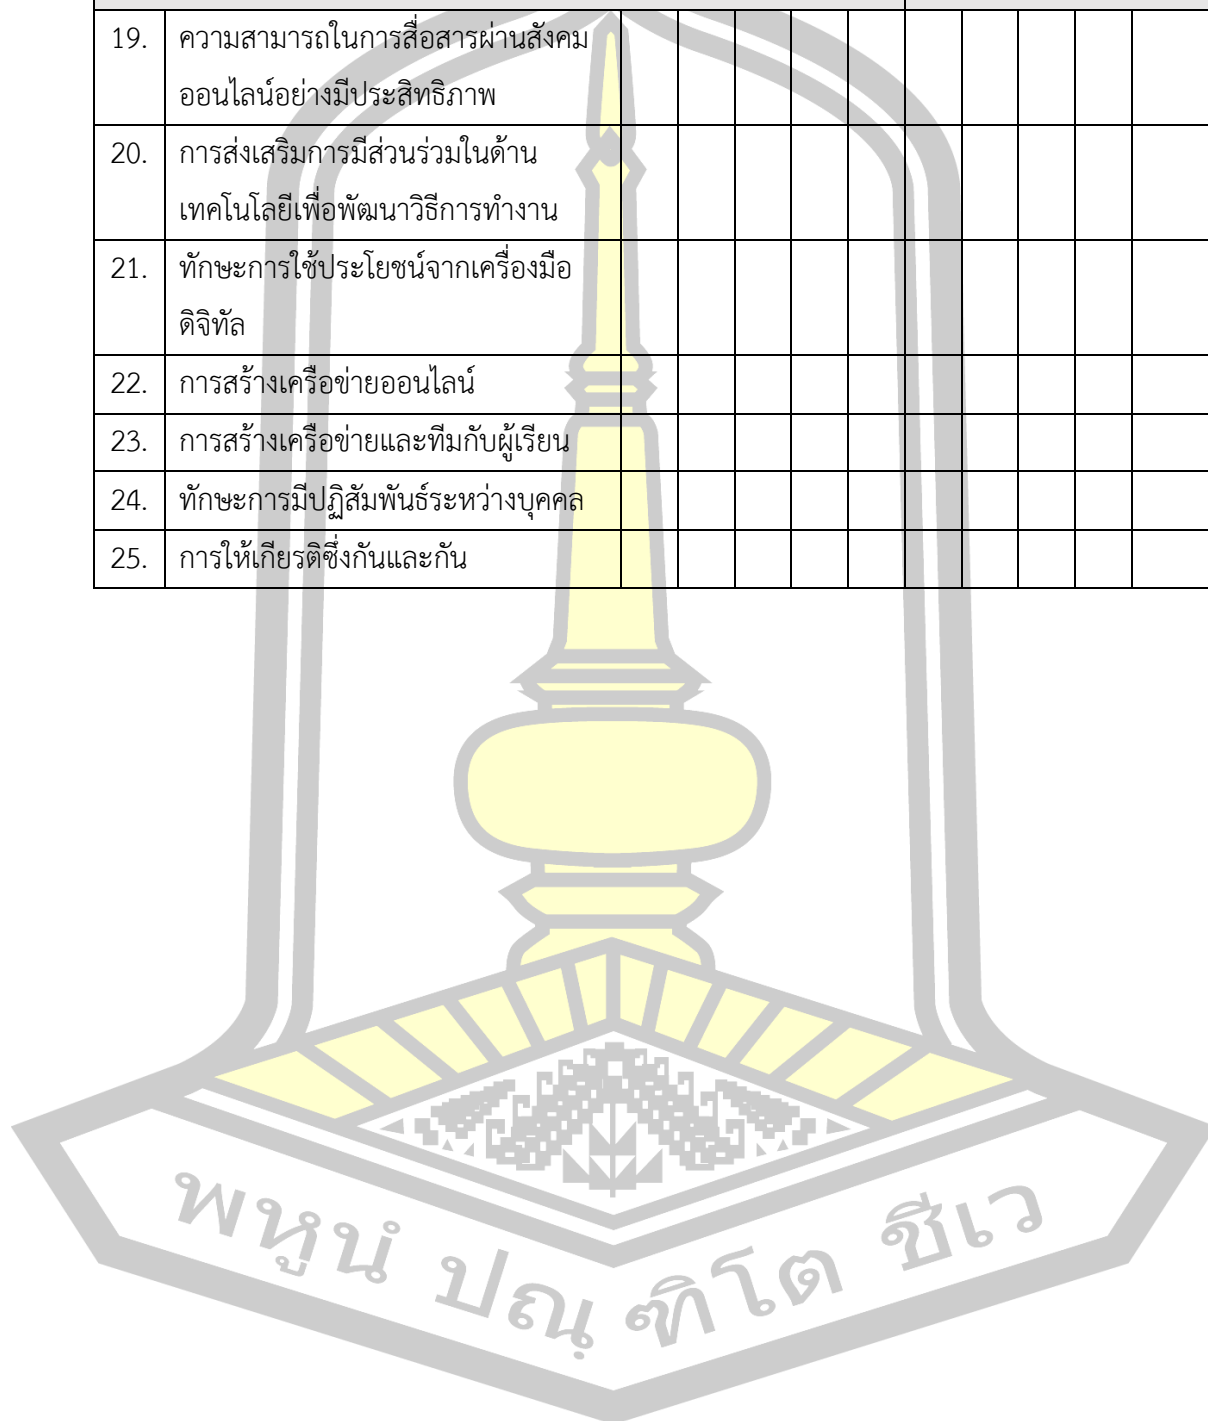 19. ความสามารถในการสื่อสารผ่านสังคม
ออนไลน์อย่างมีประสิทธิภาพ
20. การส่งเสริมการมีส่วนร่วมในด้าน
เทคโนโลยีเพื่อพัฒนาวิธีการทำงาน
21. ทักษะการใช้ประโยชน์จากเครื่องมือ
ดิจิทัล
22. การสร้างเครือข่ายออนไลน์
23. การสร้างเครือข่ายและทีมกับผู้เรียน
24. ทักษะการมีปฏิสัมพันธ์ระหว่างบุคคล
25. การให้เกียรติซึ่งกันและกัน
พหูนํ ปณฺฑิโต ชีเว